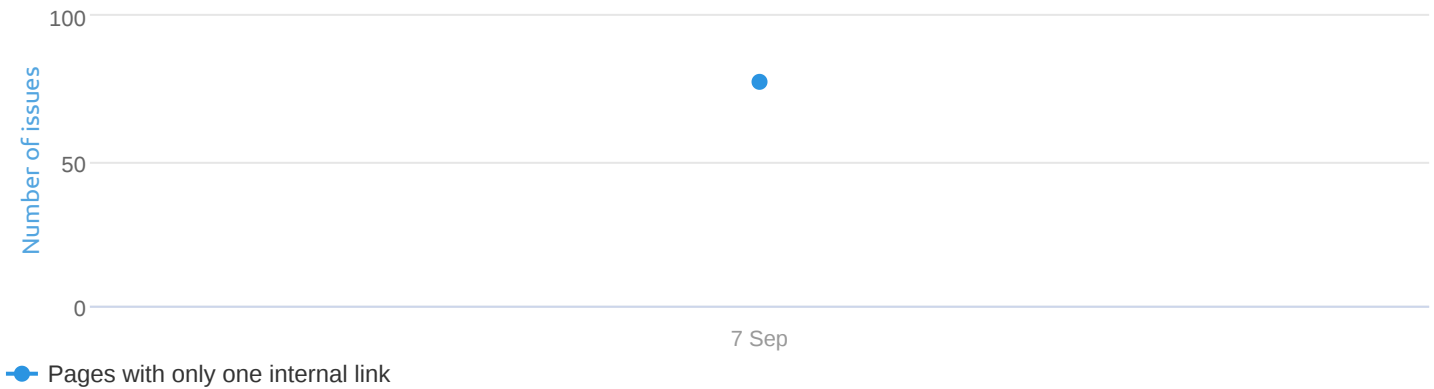 100
Number of issues
50
0
7 Sep
Pages with only one internal link